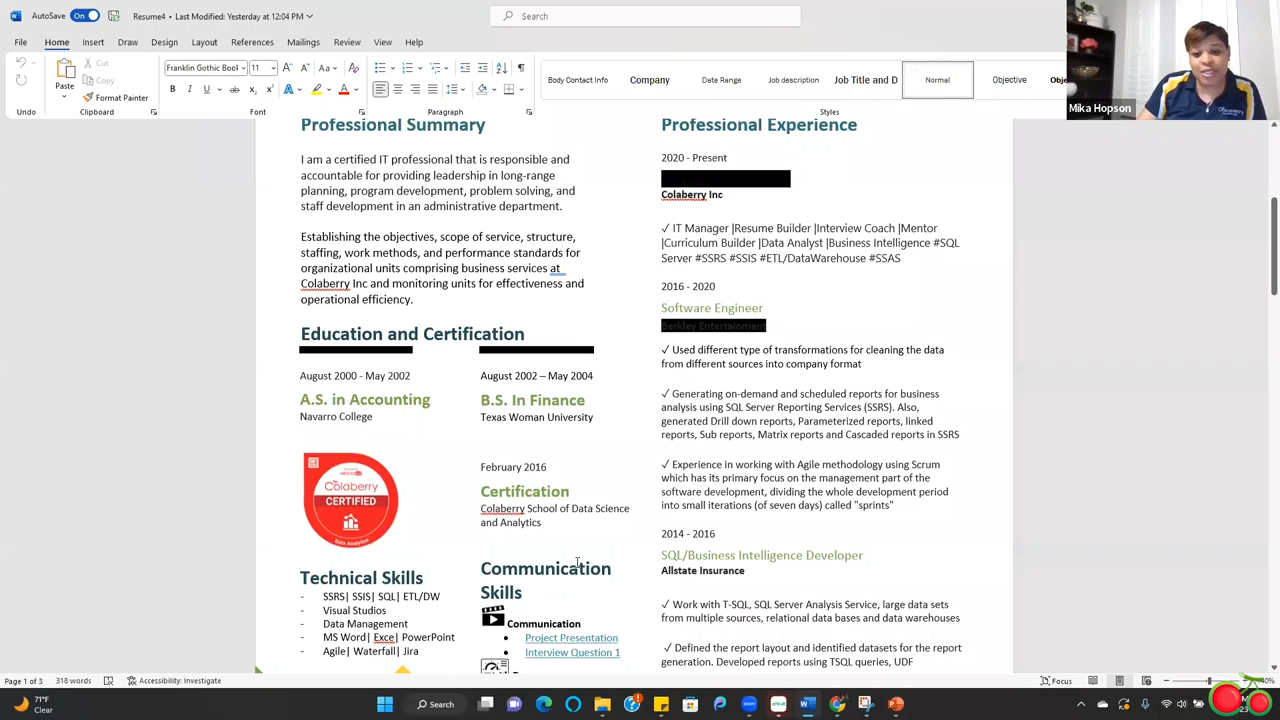 AutoSave On Resume4 • Last Modified: Yesterday at 12:04 PM Search
File Home Insert Draw Design Layout References Mailings Review View Help
Paste Cut Copy Format Painter
Franklin Gothic Book 11
Body Contact Info Company Date Range Job description Job Title and D Normal Objective
Undo Clipboard Font Paragraph Styles
Mika Hopson
Professional Summary
I am a certified IT professional that is responsible and
accountable for providing leadership in long-range
planning, program development, problem solving, and
staff development in an administrative department.
Establishing the objectives, scope of service, structure,
staffing, work methods, and performance standards for
organizational units comprising business services at
Colaberry Inc and monitoring units for effectiveness and
operational efficiency.
Education and Certification
August 2000 - May 2002
A.S. in Accounting
Navarro College
August 2002 – May 2004
B.S. In Finance
Texas Woman University
Colaberry
CERTIFIED
Data Analytics
February 2016
Certification
Colaberry School of Data Science
and Analytics
Technical Skills
- SSRS| SSIS| SQL| ETL/DW
- Visual Studios
- Data Management
- MS Word| Exce| PowerPoint
- Agile| Waterfall| Jira
Communication
Skills
Communication
• Project Presentation
• Interview Question 1
Professional Experience
2020 - Present
Colaberry Inc
✓ IT Manager |Resume Builder |Interview Coach |Mentor
|Curriculum Builder |Data Analyst |Business Intelligence #SQL
Server #SSRS #SSIS #ETL/DataWarehouse #SSAS
2016 - 2020
Software Engineer
Berkley Entertainment
✓ Used different type of transformations for cleaning the data
from different sources into company format
✓ Generating on-demand and scheduled reports for business
analysis using SQL Server Reporting Services (SSRS). Also,
generated Drill down reports, Parameterized reports, linked
reports, Sub reports, Matrix reports and Cascaded reports in SSRS
✓ Experience in working with Agile methodology using Scrum
which has its primary focus on the management part of the
software development, dividing the whole development period
into small iterations (of seven days) called "sprints"
2014 - 2016
SQL/Business Intelligence Developer
Allstate Insurance
✓ Work with T-SQL, SQL Server Analysis Service, large data sets
from multiple sources, relational data bases and data warehouses
✓ Defined the report layout and identified datasets for the report
generation. Developed reports using TSQL queries, UDF
Page 1 of 3 318 words Accessibility: Investigate Focus
71°F
Clear
Search